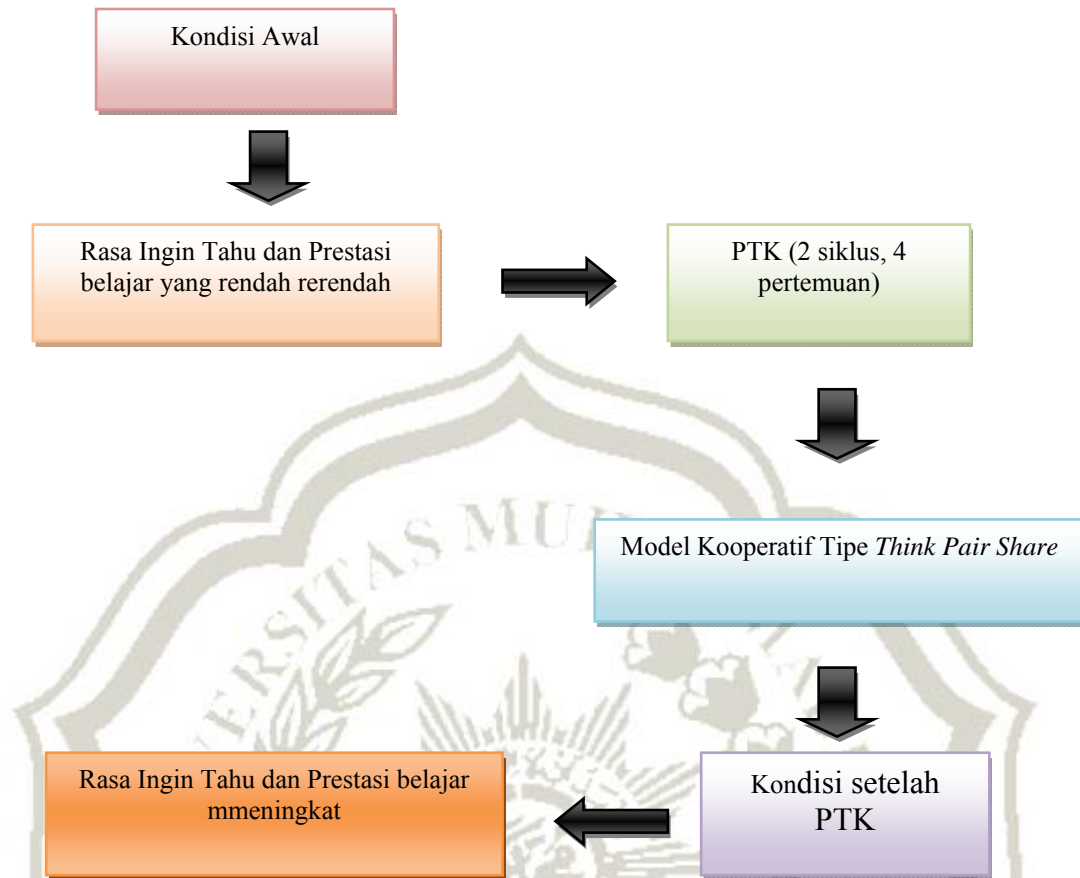 Kondisi Awal
Rasa Ingin Tahu dan Prestasi
belajar yang rendah rerendah
PTK (2 siklus, 4
pertemuan)
Model Kooperatif Tipe Think Pair Share
Kondisi setelah
PTK
Rasa Ingin Tahu dan Prestasi belajar
mmeningkat